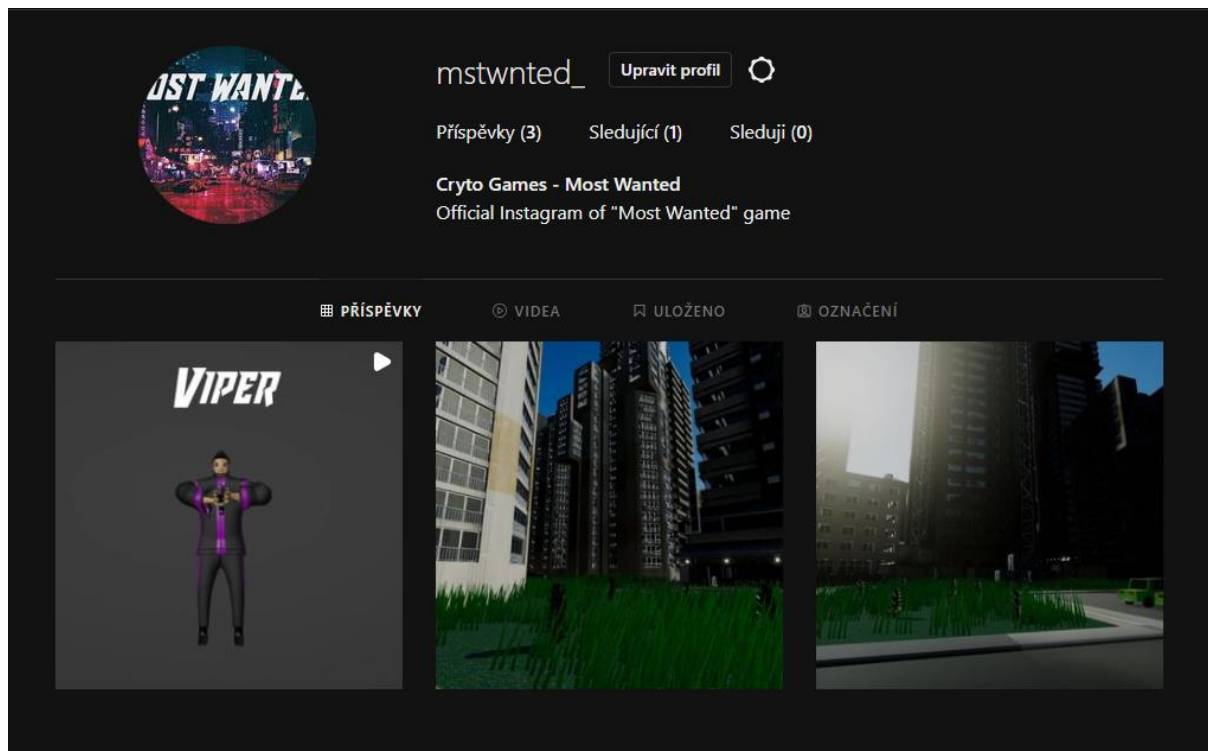 OST WANTE
mstwnted_ Upravit profil
Příspěvky (3) Sledující (1) Sleduji (0)
Cryto Games - Most Wanted
Official Instagram of "Most Wanted" game
PŘÍSPĚVKY VIDEA ULOŽENO OZNAČENÍ
VIPER